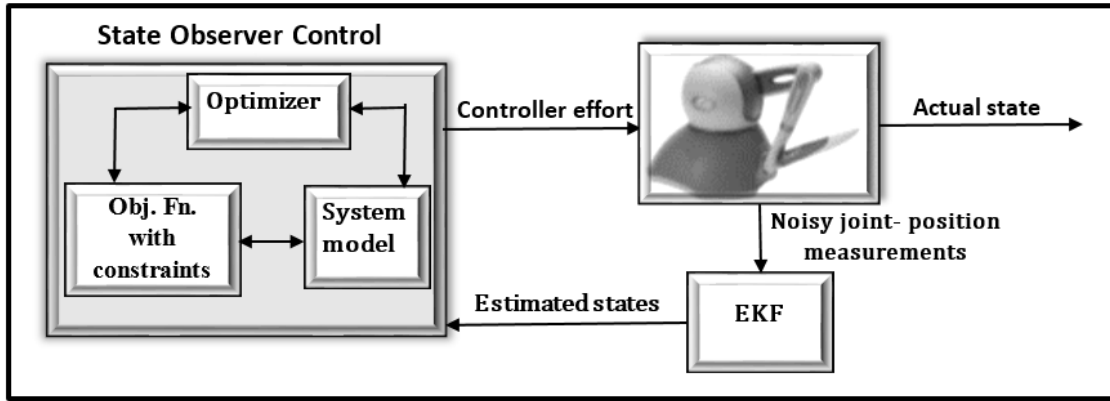 State Observer Control
Optimizer
Obj. Fn.
with
constraints
System
model
Controller effort
Actual state
Noisy joint- position
measurements
EKF
Estimated states